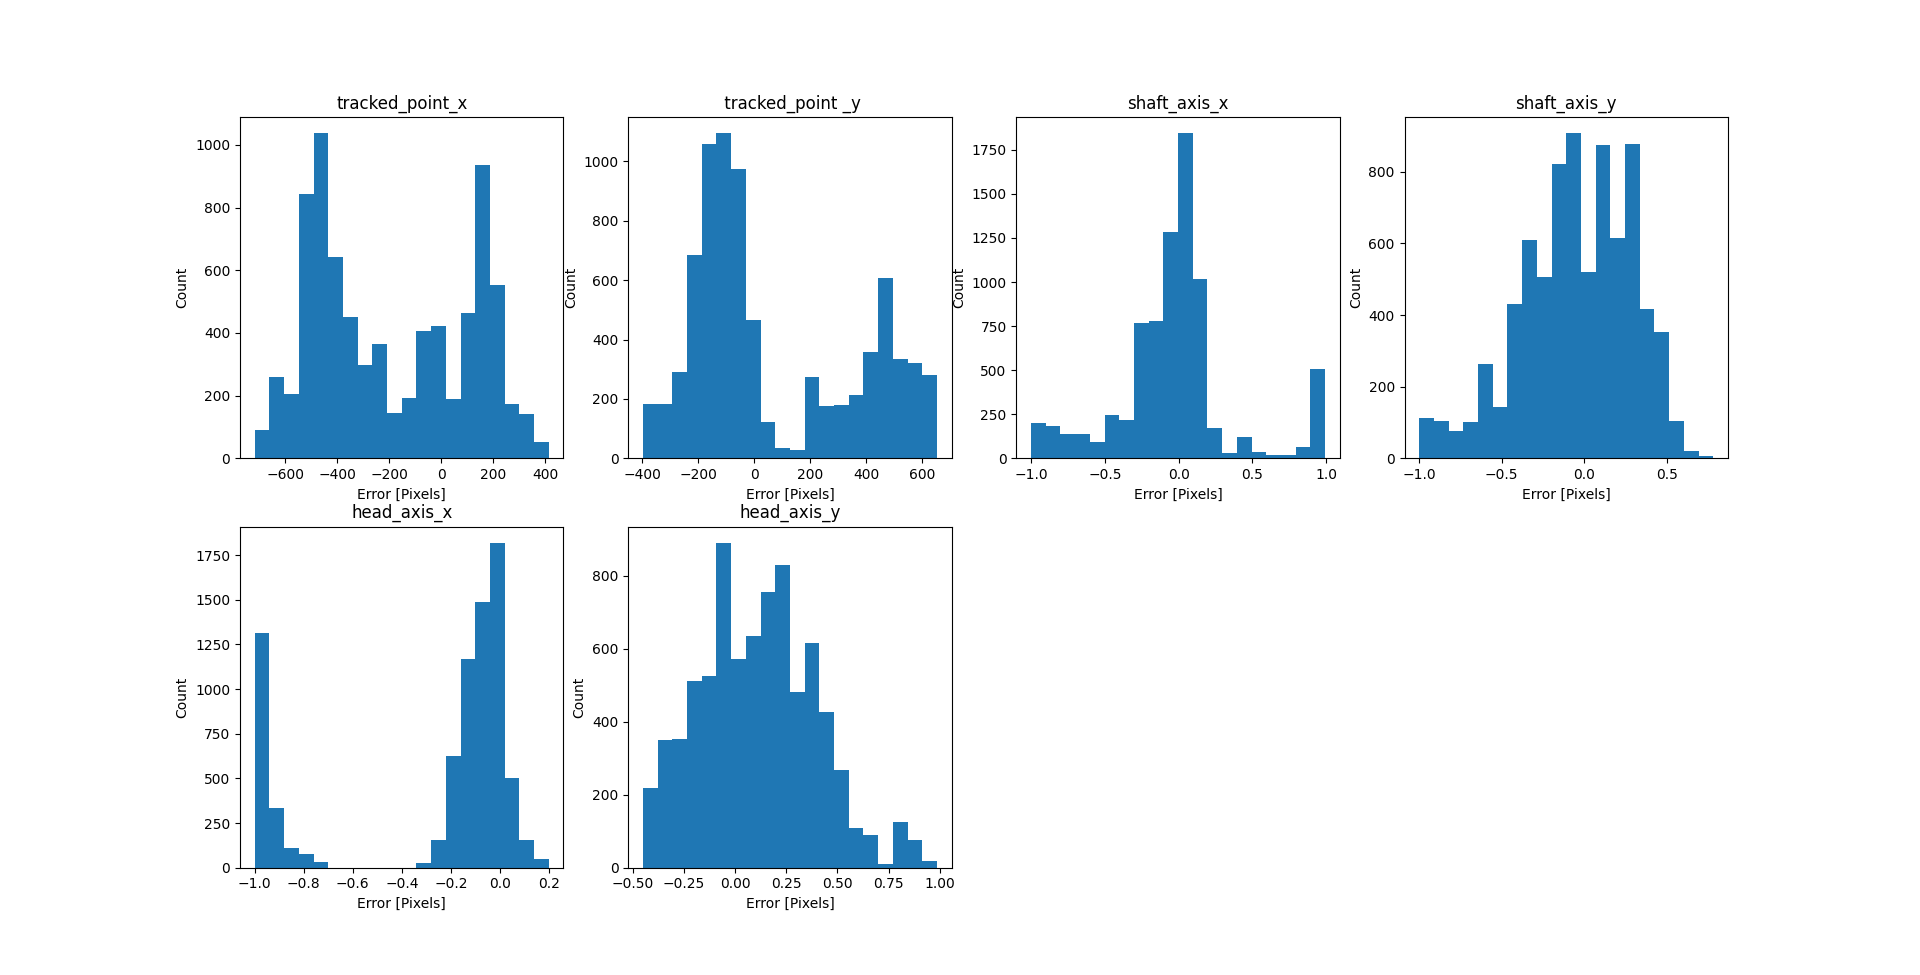 tracked_point_x
1000
800
600
400
200
0
Count
−600 −400 −200 0 200 400
Error [Pixels]
tracked_point _y
1000
800
600
400
200
0
Count
−400 −200 0 200 400 600
Error [Pixels]
shaft_axis_x
1750
1500
1250
1000
750
500
250
0
Count
−1.0 −0.5 0.0 0.5 1.0
Error [Pixels]
shaft_axis_y
800
600
400
200
0
Count
−1.0 −0.5 0.0 0.5
Error [Pixels]
head_axis_x
1750
1500
1250
1000
750
500
250
0
Count
−1.0 −0.8 −0.6 −0.4 −0.2 0.0 0.2
Error [Pixels]
head_axis_y
800
600
400
200
0
Count
−0.50 −0.25 0.00 0.25 0.50 0.75 1.00
Error [Pixels]